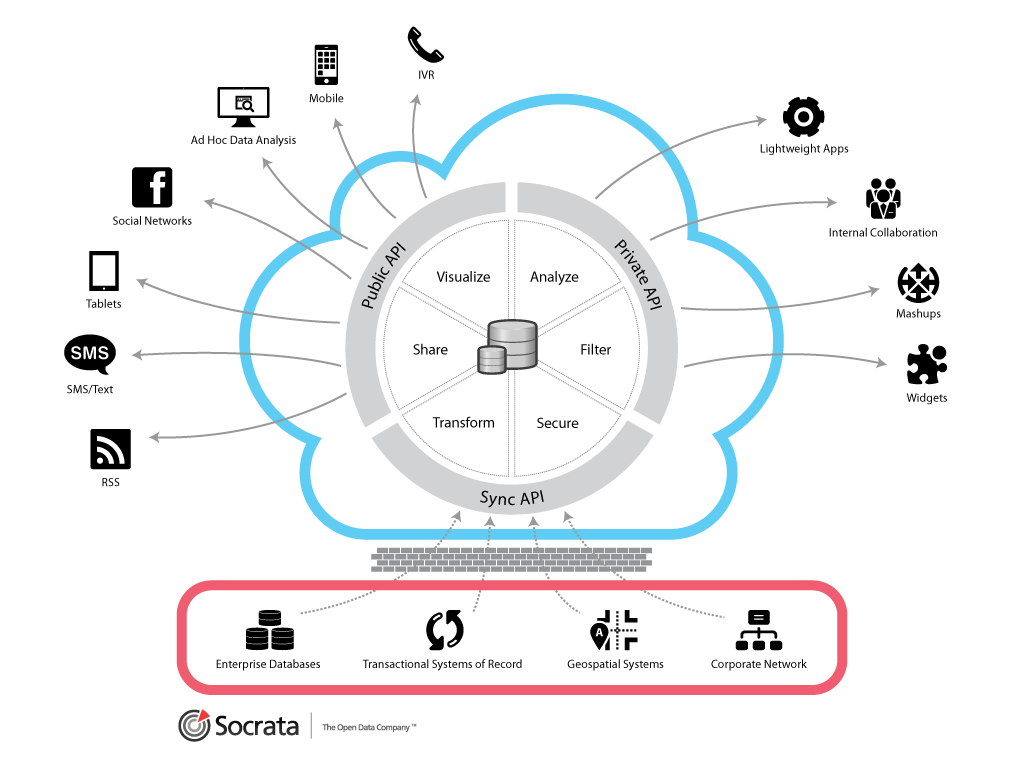 IVR
Mobile
Ad Hoc Data Analysis
Social Networks
Tablets
SMS
SMS/Text
RSS
Lightweight Apps
Internal Collaboration
Mashups
Widgets
Public API
Private API
Sync API
Visualize
Analyze
Share
Filter
Transform
Secure
A
Enterprise Databases
Transactional Systems of Record
Geospatial Systems
Corporate Network
Socrata
The Open Data Company ™